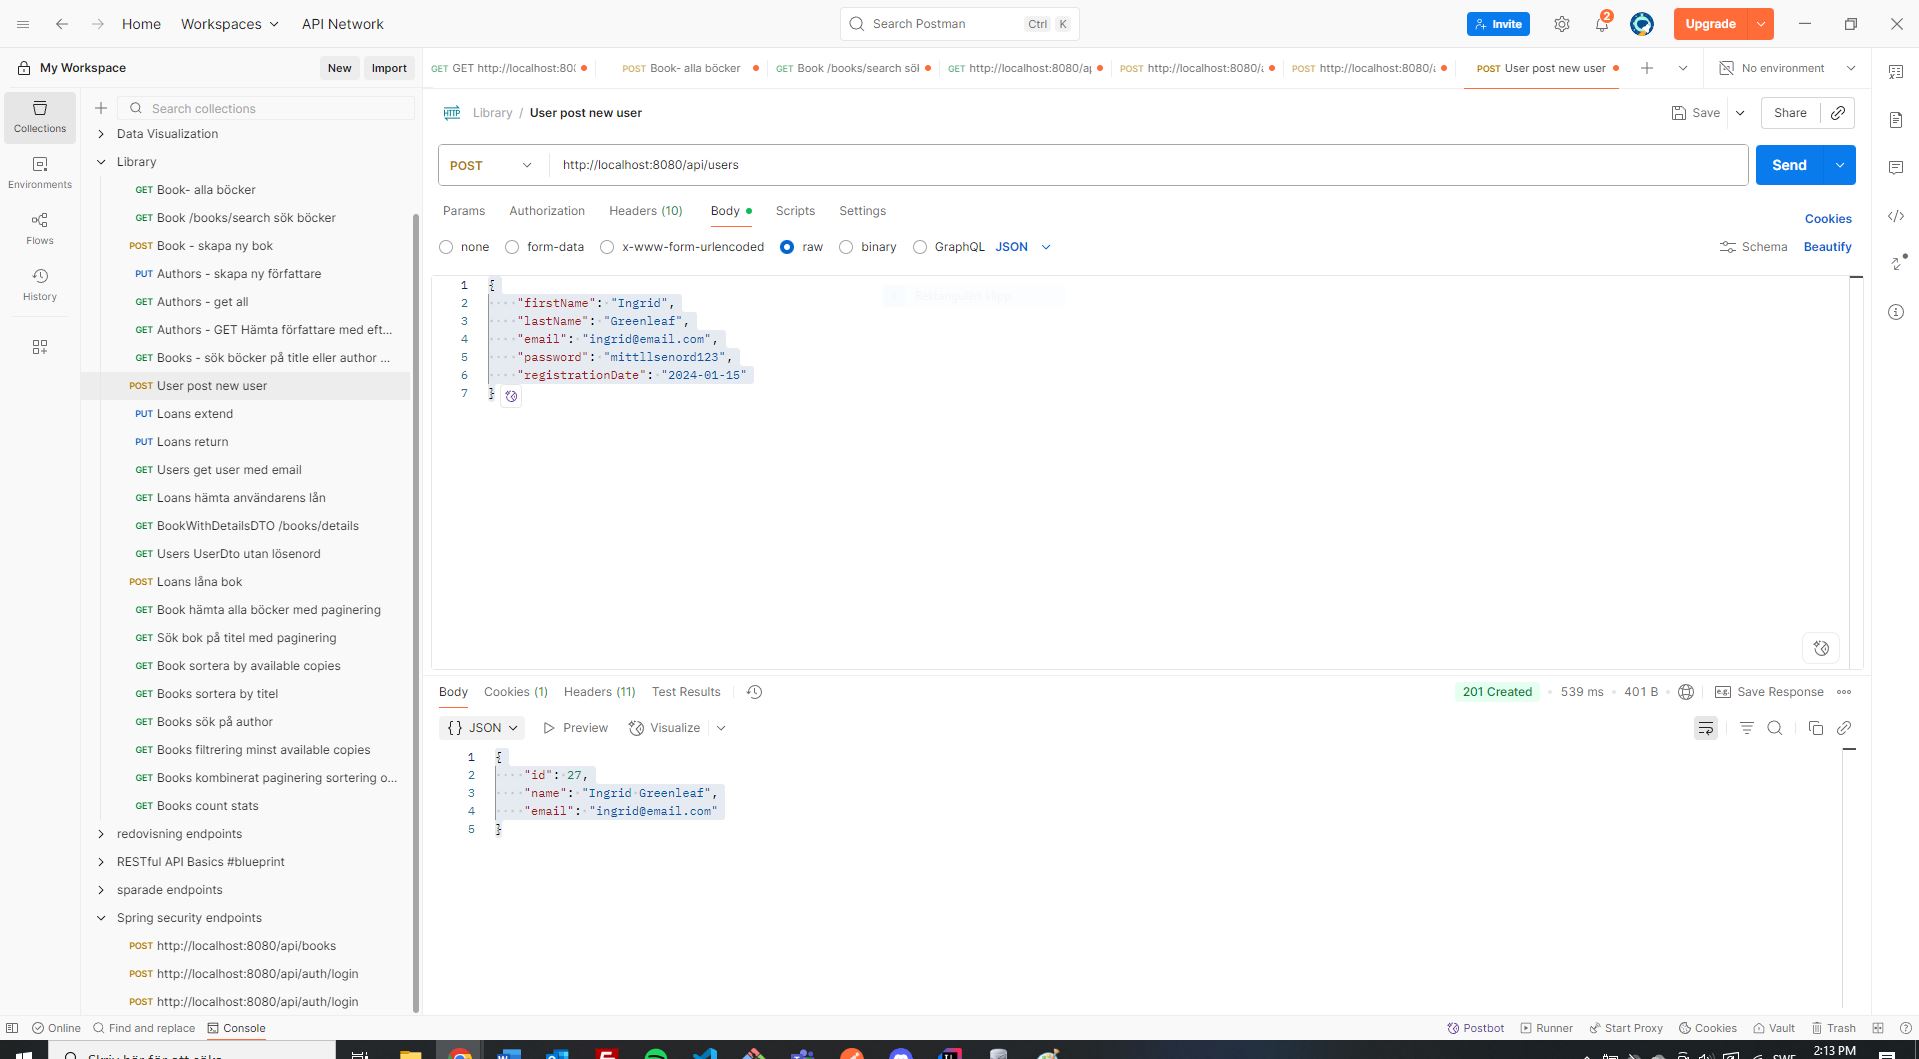 Home Workspaces API Network Search Postman Ctrl K Invite 2 Upgrade
My Workspace New Import
GET GET http://localhost:80 POST Book- alla böcker GET Book /books/search sök GET http://localhost:8080/a POST http://localhost:8080/ POST http://localhost:8080/ POST User post new user No environment
Collections
Environments
Flows
History
Search collections
Data Visualization
Library
GET Book- alla böcker
GET Book /books/search sök böcker
POST Book - skapa ny bok
PUT Authors - skapa ny författare
GET Authors - get all
GET Authors - GET Hämta författare med eft...
GET Books - sök böcker på title eller author ...
POST User post new user
PUT Loans extend
PUT Loans return
GET Users get user med email
GET Loans hämta användarens lån
GET BookWithDetailsDTO /books/details
GET Users UserDto utan lösenord
POST Loans låna bok
GET Book hämta alla böcker med paginering
GET Sök bok på titel med paginering
GET Book sortera by available copies
GET Books sortera by titel
GET Books sök på author
GET Books filtrering minst available copies
GET Books kombinerat paginering sortering o...
GET Books count stats
redovisning endpoints
RESTful API Basics #blueprint
sparade endpoints
Spring security endpoints
POST http://localhost:8080/api/books
POST http://localhost:8080/api/auth/login
POST http://localhost:8080/api/auth/login
HTTP Library / User post new user Save Share
POST http://localhost:8080/api/users Send
Params Authorization Headers (10) Body Scripts Settings Cookies
none form-data x-www-form-urlencoded raw binary GraphQL JSON Schema Beautify
1 {
2 "firstName": "Ingrid",
3 "lastName": "Greenleaf",
4 "email": "ingrid@email.com",
5 "password": "mittllsenord123",
6 "registrationDate": "2024-01-15"
7 }
Rektangulärt klipp
Body Cookies (1) Headers (11) Test Results 201 Created 539 ms 401 B e.g. Save Response
{} JSON Preview Visualize
1 {
2 "id": 27,
3 "name": "Ingrid Greenleaf",
4 "email": "ingrid@email.com"
5 }
Online Find and replace Console Postbot Runner Start Proxy Cookies Vault Trash
Skriv här för att söka SWE 2:13 PM